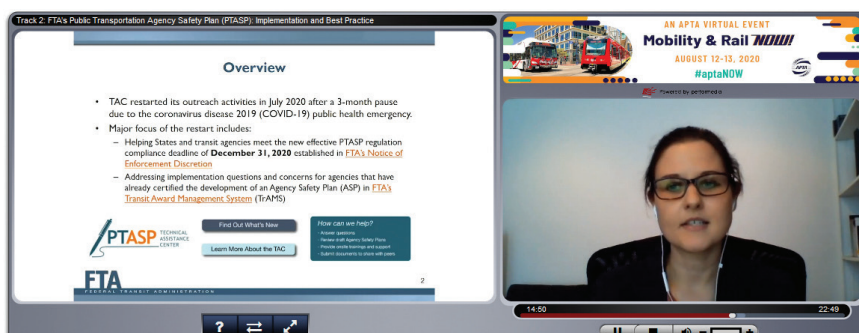 Track 2: FTA's Public Transportation Agency Safety Plan (PTASP): Implementation and Best Practice
Overview
• TAC restarted its outreach activities in July 2020 after a 3-month pause
due to the coronavirus disease 2019 (COVID-19) public health emergency.
• Major focus of the restart includes:
– Helping States and transit agencies meet the new effective PTASP regulation
compliance deadline of December 31, 2020 established in FTA's Notice of
Enforcement Discretion
– Addressing implementation questions and concerns for agencies that have
already certified the development of an Agency Safety Plan (ASP) in FTA's
Transit Award Management System (TrAMS)
PTASP
TECHNICAL
ASSISTANCE
CENTER
Find Out What's New
Learn More About the TAC
How can we help?
- Answer questions
- Review draft Agency Safety Plans
- Provide onsite trainings and support
- Submit documents to share with peers
FTA
FEDERAL TRANSIT ADMINISTRATION
2
?
AN APTA VIRTUAL EVENT
Mobility & Rail NOW!
AUGUST 12-13, 2020
#aptaNOW
APTA
Powered by performedia
14:50
22:49